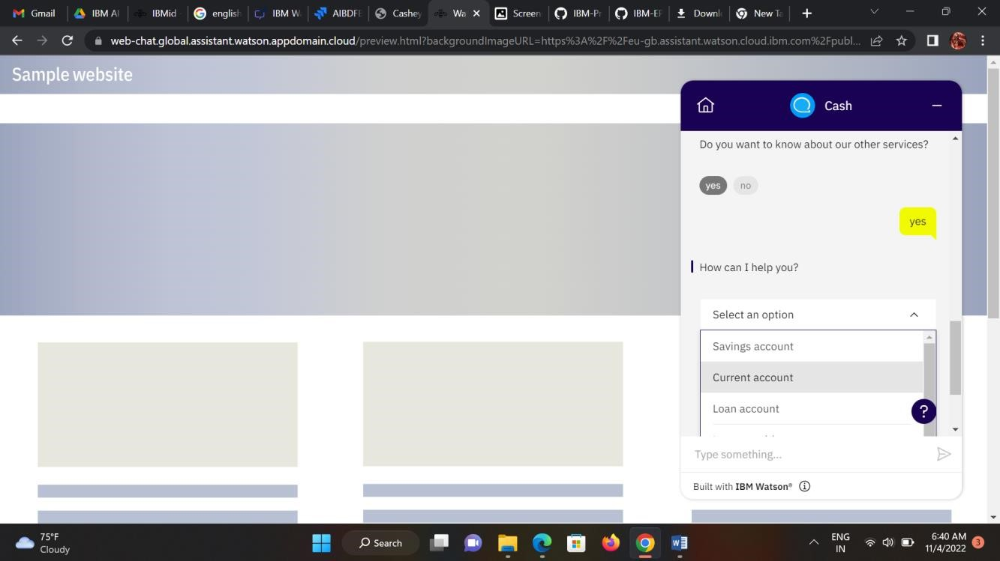 Gmail
IBM AI
IBMid
english
IBM W
AIBDFE
Cashey
Wa
Screen
IBM-Pr
IBM-EF
Downl
New Ta
web-chat.global.assistant.watson.appdomain.cloud/preview.html?backgroundImageURL=https%3A%2F%2Feu-gb.assistant.watson.cloud.ibm.com%2Fpubl...
Sample website
Cash
Do you want to know about our other services?
yes no
yes
How can I help you?
Select an option
Savings account
Current account
Loan account
?
Type something...
Built with IBM Watson®
75°F
Cloudy
Search
ENG
IN
6:40 AM
11/4/2022
3